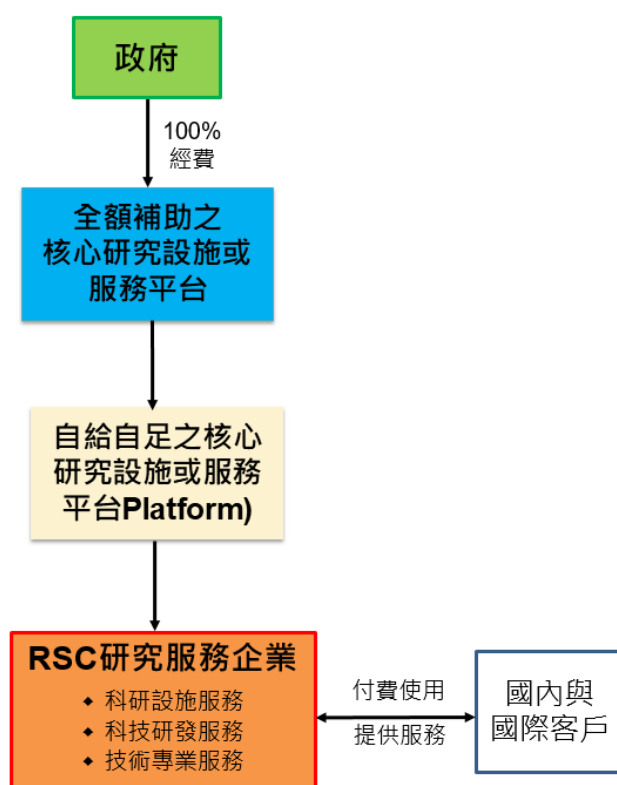 政府
100%
經費
全額補助之
核心研究設施或
服務平台
自給自足之核心
研究設施或服務
平台Platform)
RSC研究服務企業
◆ 科研設施服務
◆ 科技研發服務
◆ 技術專業服務
付費使用
提供服務
國內與
國際客戶